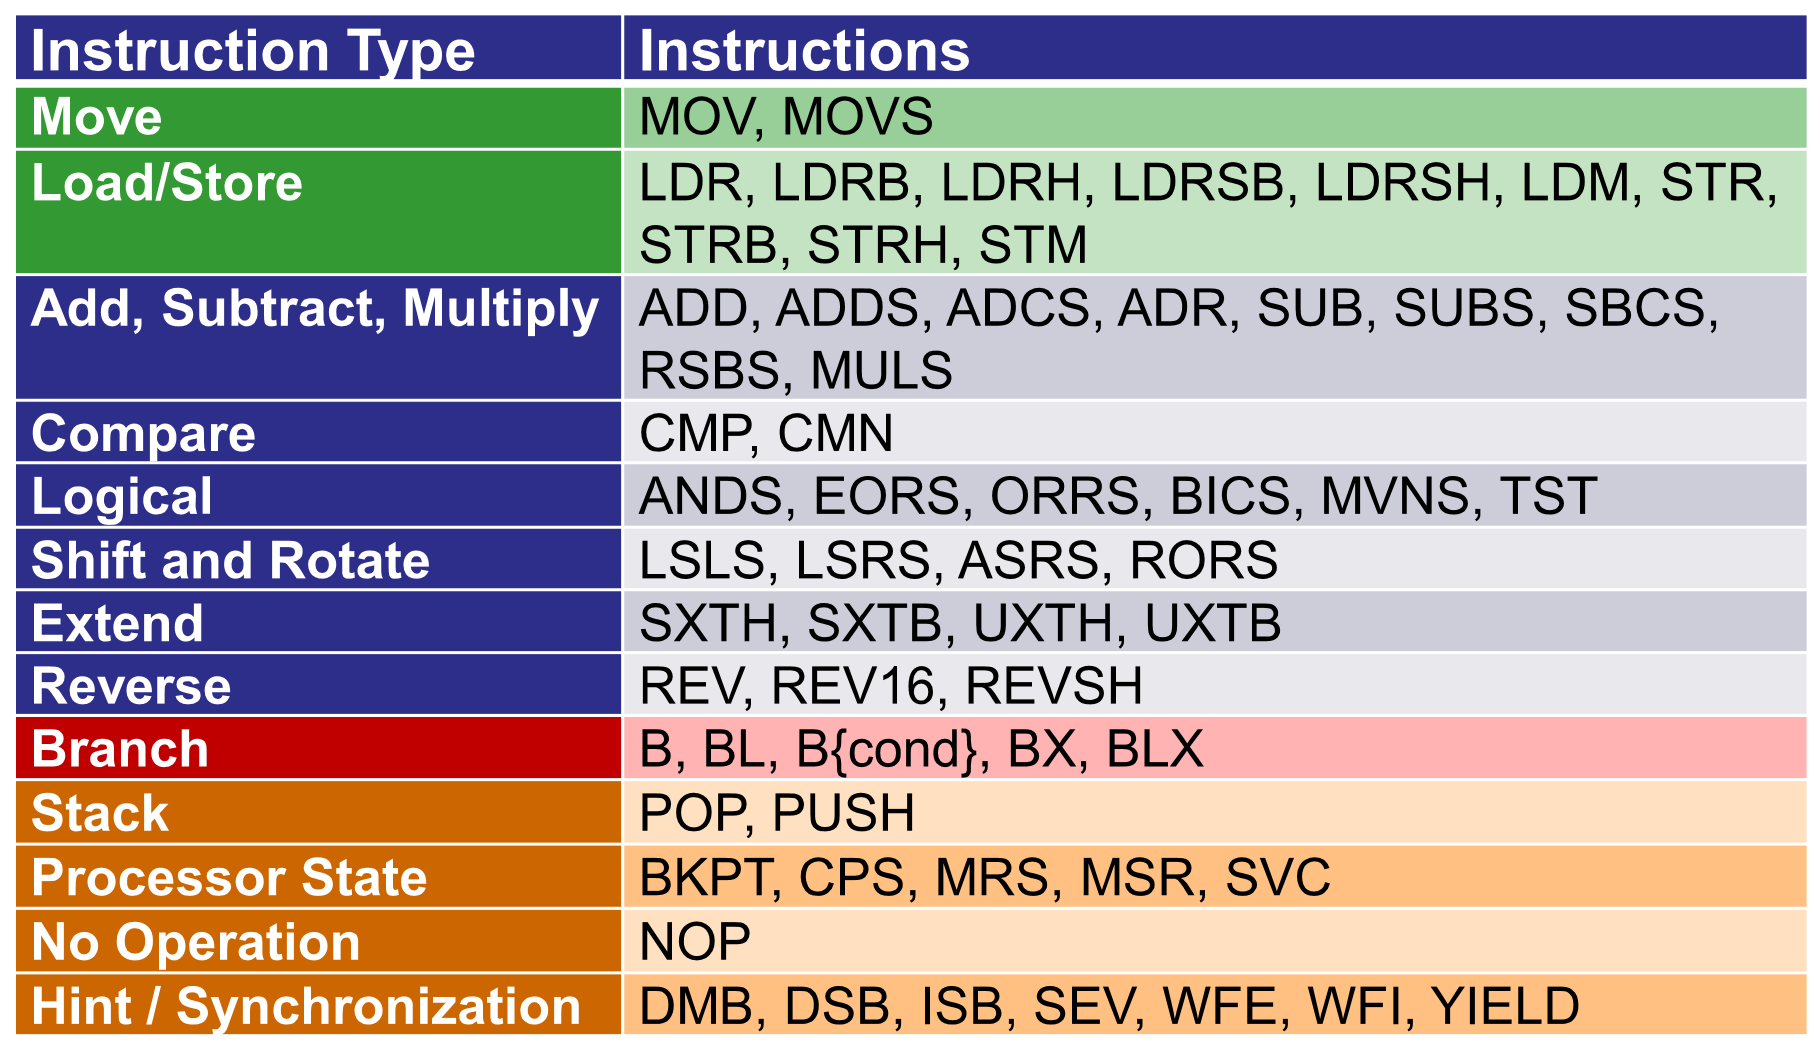 Instruction Type Instructions
Move MOV, MOVS
Load/Store LDR, LDRB, LDRH, LDRSB, LDRSH, LDM, STR,
STRB, STRH, STM
Add, Subtract, Multiply ADD, ADDS, ADCS, ADR, SUB, SUBS, SBCS,
RSBS, MULS
Compare CMP, CMN
Logical ANDS, EORS, ORRS, BICS, MVNS, TST
Shift and Rotate LSLS, LSRS, ASRS, RORS
Extend SXTH, SXTB, UXTH, UXTB
Reverse REV, REV16, REVSH
Branch B, BL, B{cond}, BX, BLX
Stack POP, PUSH
Processor State BKPT, CPS, MRS, MSR, SVC
No Operation NOP
Hint / Synchronization DMB, DSB, ISB, SEV, WFE, WFI, YIELD